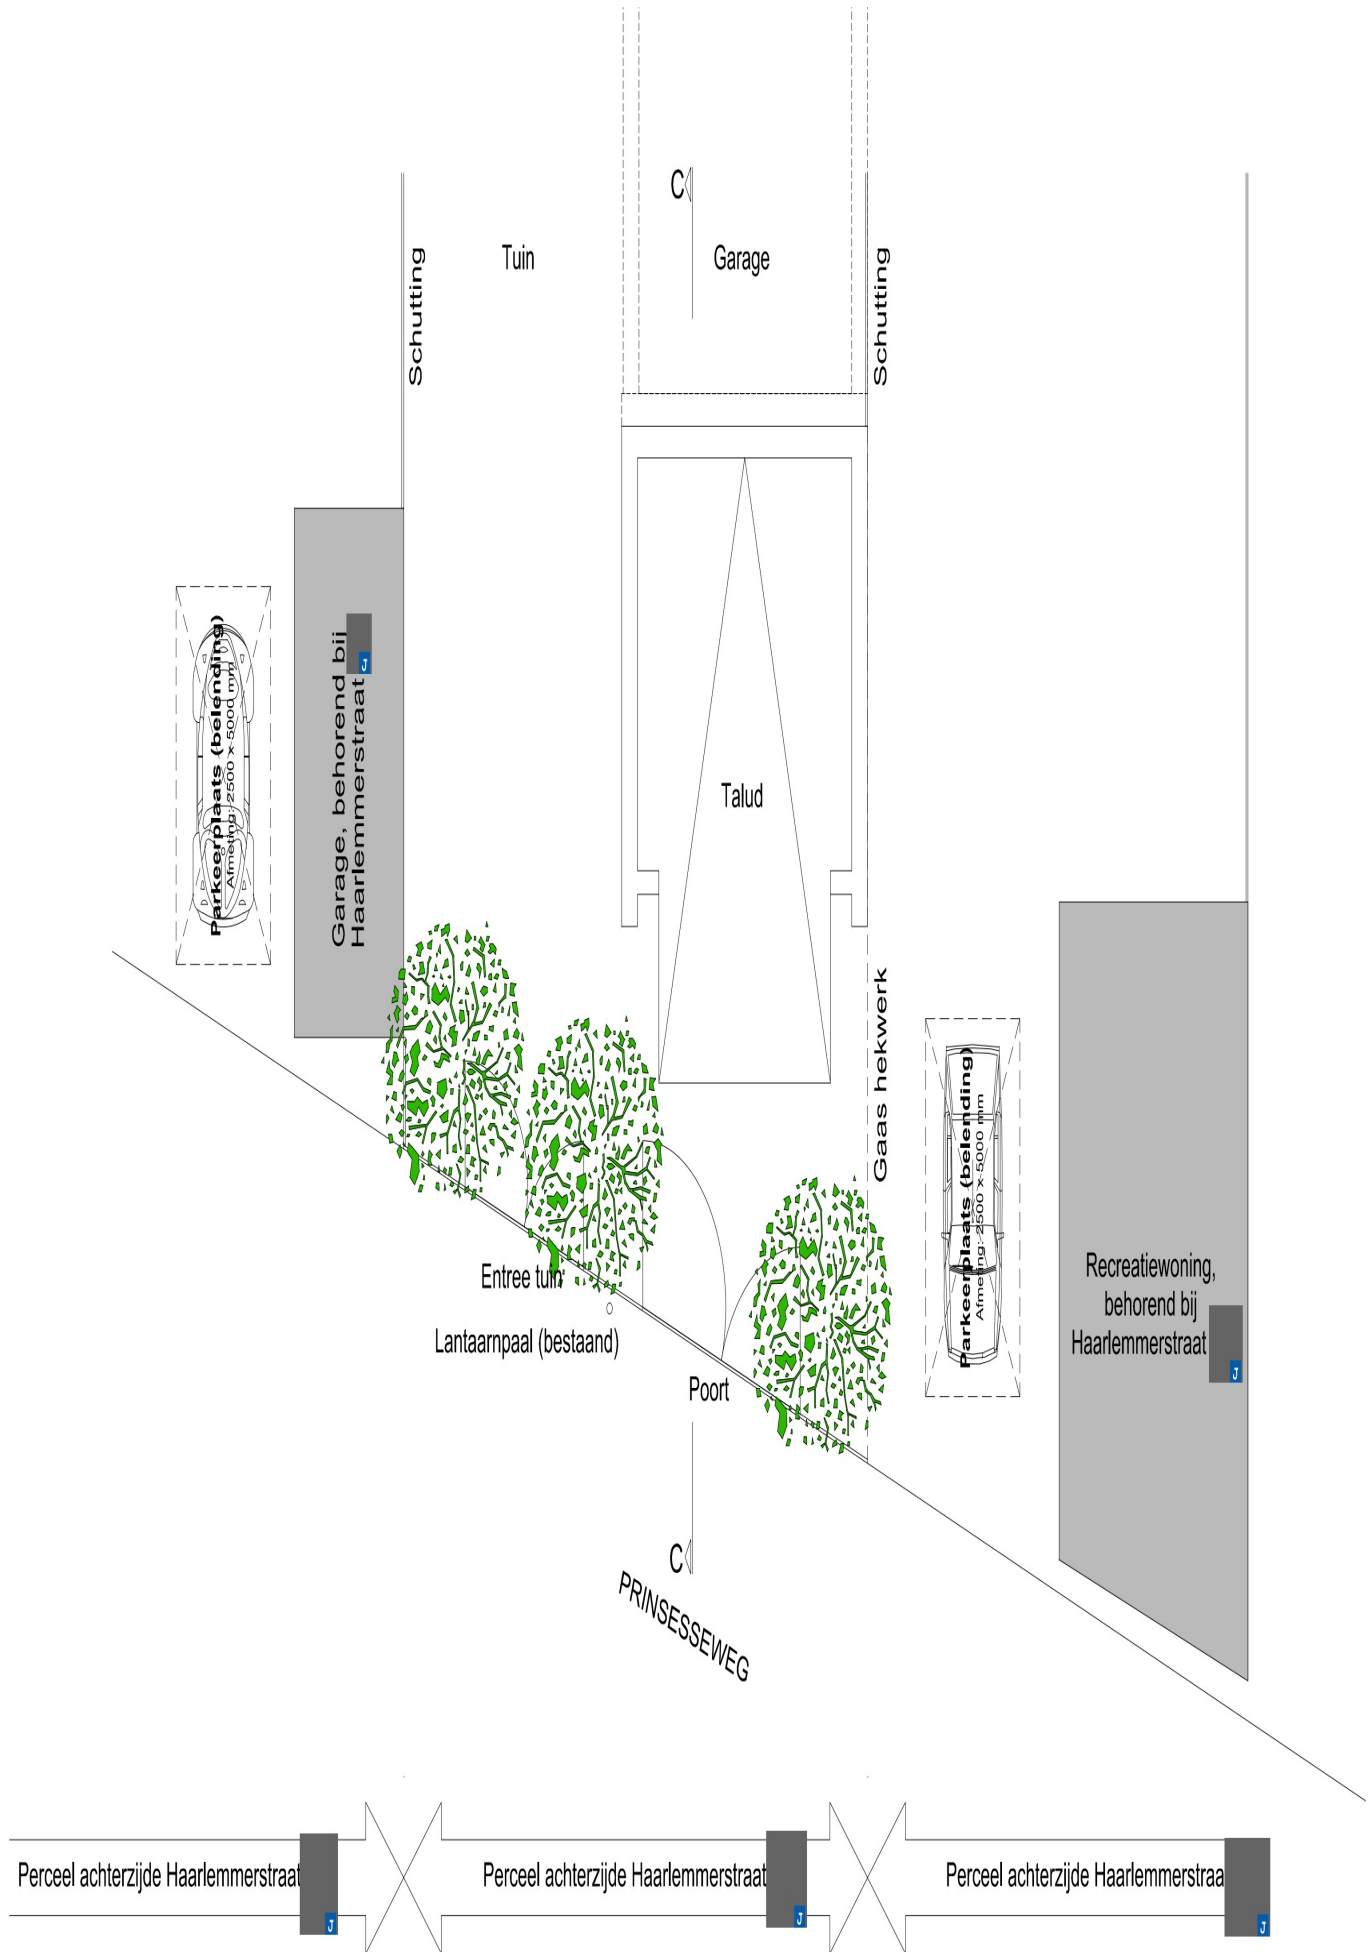 C
Tuin
Garage
Schutting
Schutting
Parkeerplaats (belending)
Afmeting: 2500 x 5000 mm
Garage, behorend bij
Haarlemmerstraat
J
Talud
Gaas hekwerk
Parkeerplaats (belending)
Afmeting: 2500 x 5000 mm
Recreatiewoning,
behorend bij
Haarlemmerstraat
J
Entree tuin
Lantaarnpaal (bestaand)
Poort
C
PRINSESSEWEG
Perceel achterzijde Haarlemmerstraat
J
Perceel achterzijde Haarlemmerstraat
J
Perceel achterzijde Haarlemmerstraa
J